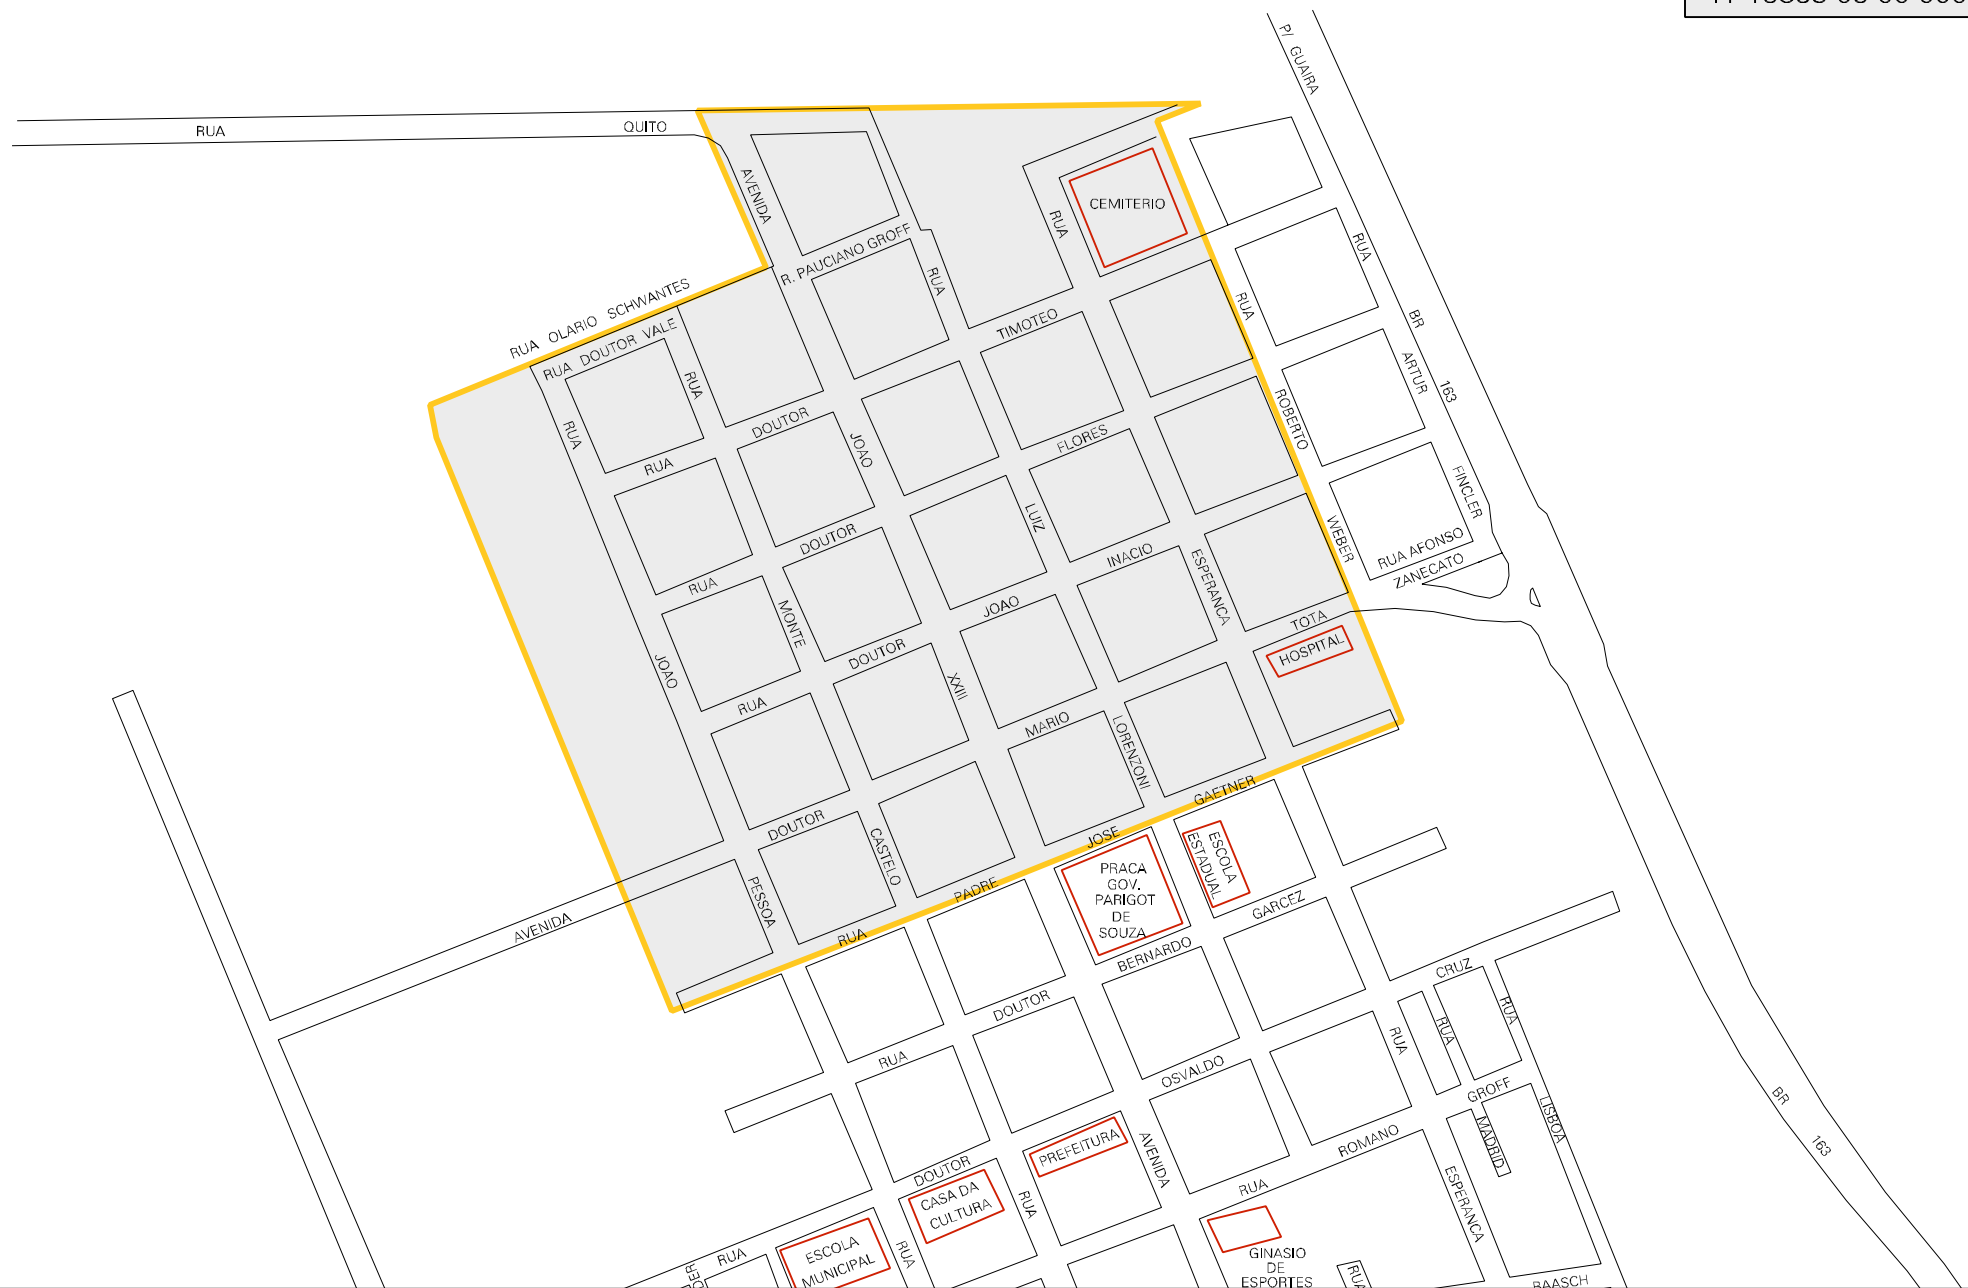 P/ GUAIRA
RUA
QUITO
AVENIDA
CEMITERIO
RUA
R. PAUCIANO GROFF
RUA
RUA
RUA
RUA OLARIO SCHWANTES
RUA DOUTOR VALE
TIMOTEO
BR
163
RUA
RUA
ARTUR
ROBERTO
DOUTOR
JOAO
FLORES
RUA
FINCLER
LUIZ
WEBER
RUA AFONSO
ZANECATO
DOUTOR
INACIO
ESPERANCA
RUA
MONTE
JOAO
TOTA
HOSPITAL
DOUTOR
JOAO
XXIII
RUA
MARIO
LORENZONI
GAETNER
DOUTOR
CASTELO
JOSE
ESCOLA
ESTADUAL
PRACA
GOV.
PARIGOT
DE
SOUZA
PESSOA
PADRE
GARCEZ
AVENIDA
RUA
BERNARDO
CRUZ
DOUTOR
RUA
RUA
RUA
RUA
OSVALDO
GROFF
BR
163
LISBOA
MADRID
ROMANO
PREFEITURA
AVENIDA
DOUTOR
CASA DA
CULTURA
RUA
RUA
ESPERANCA
RUA
RUA
ESCOLA
MUNICIPAL
GINASIO
DE
ESPORTES
RUA
BAASCH